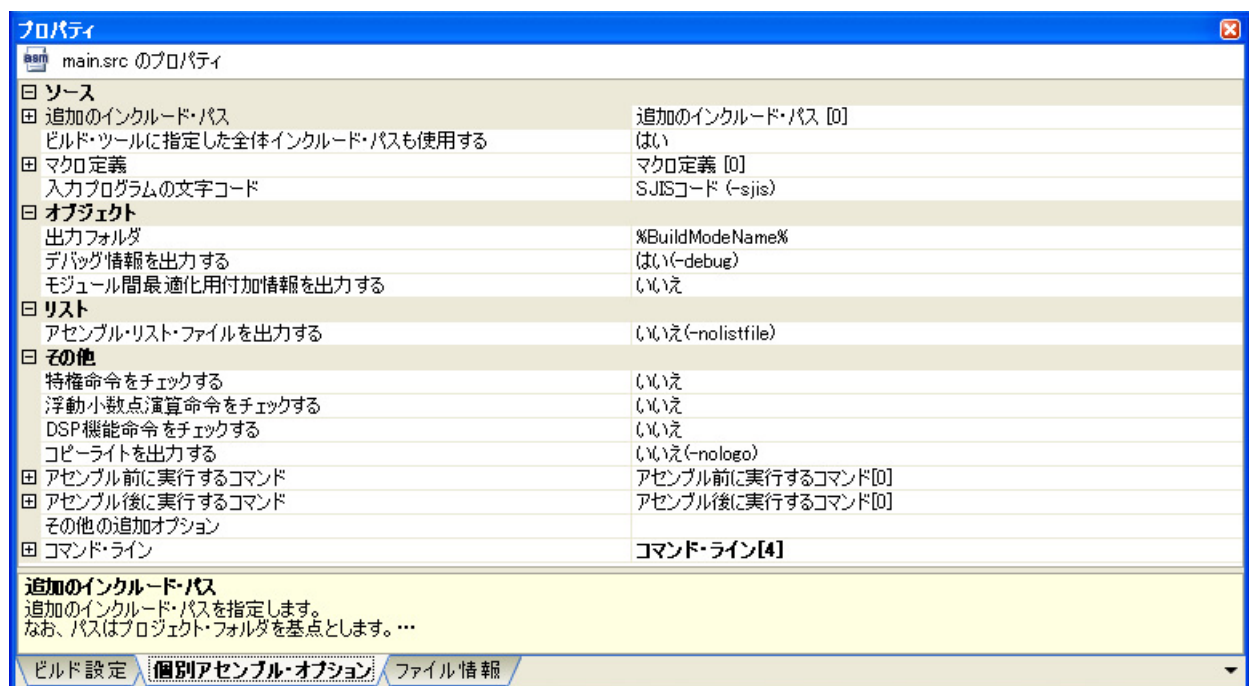 プロパティ
asm main.src のプロパティ
ソース
追加のインクルード・パス 追加のインクルード・パス [0]
ビルド・ツールに指定した全体インクルード・パスも使用する はい
マクロ定義 マクロ定義 [0]
入力プログラムの文字コード SJISコード (-sjis)
オブジェクト
出力フォルダ %BuildModeName%
デバッグ情報を出力する はい(-debug)
モジュール間最適化用付加情報を出力する いいえ
リスト
アセンブル・リスト・ファイルを出力する いいえ(-nolistfile)
その他
特権命令をチェックする いいえ
浮動小数点演算命令をチェックする いいえ
DSP機能命令をチェックする いいえ
コピーライトを出力する いいえ(-nologo)
アセンブル前に実行するコマンド アセンブル前に実行するコマンド[0]
アセンブル後に実行するコマンド アセンブル後に実行するコマンド[0]
その他の追加オプション
コマンド・ライン コマンド・ライン[4]
追加のインクルード・パス
追加のインクルード・パスを指定します。
なお、パスはプロジェクト・フォルダを基点とします。…
ビルド設定 個別アセンブル・オプション ファイル情報